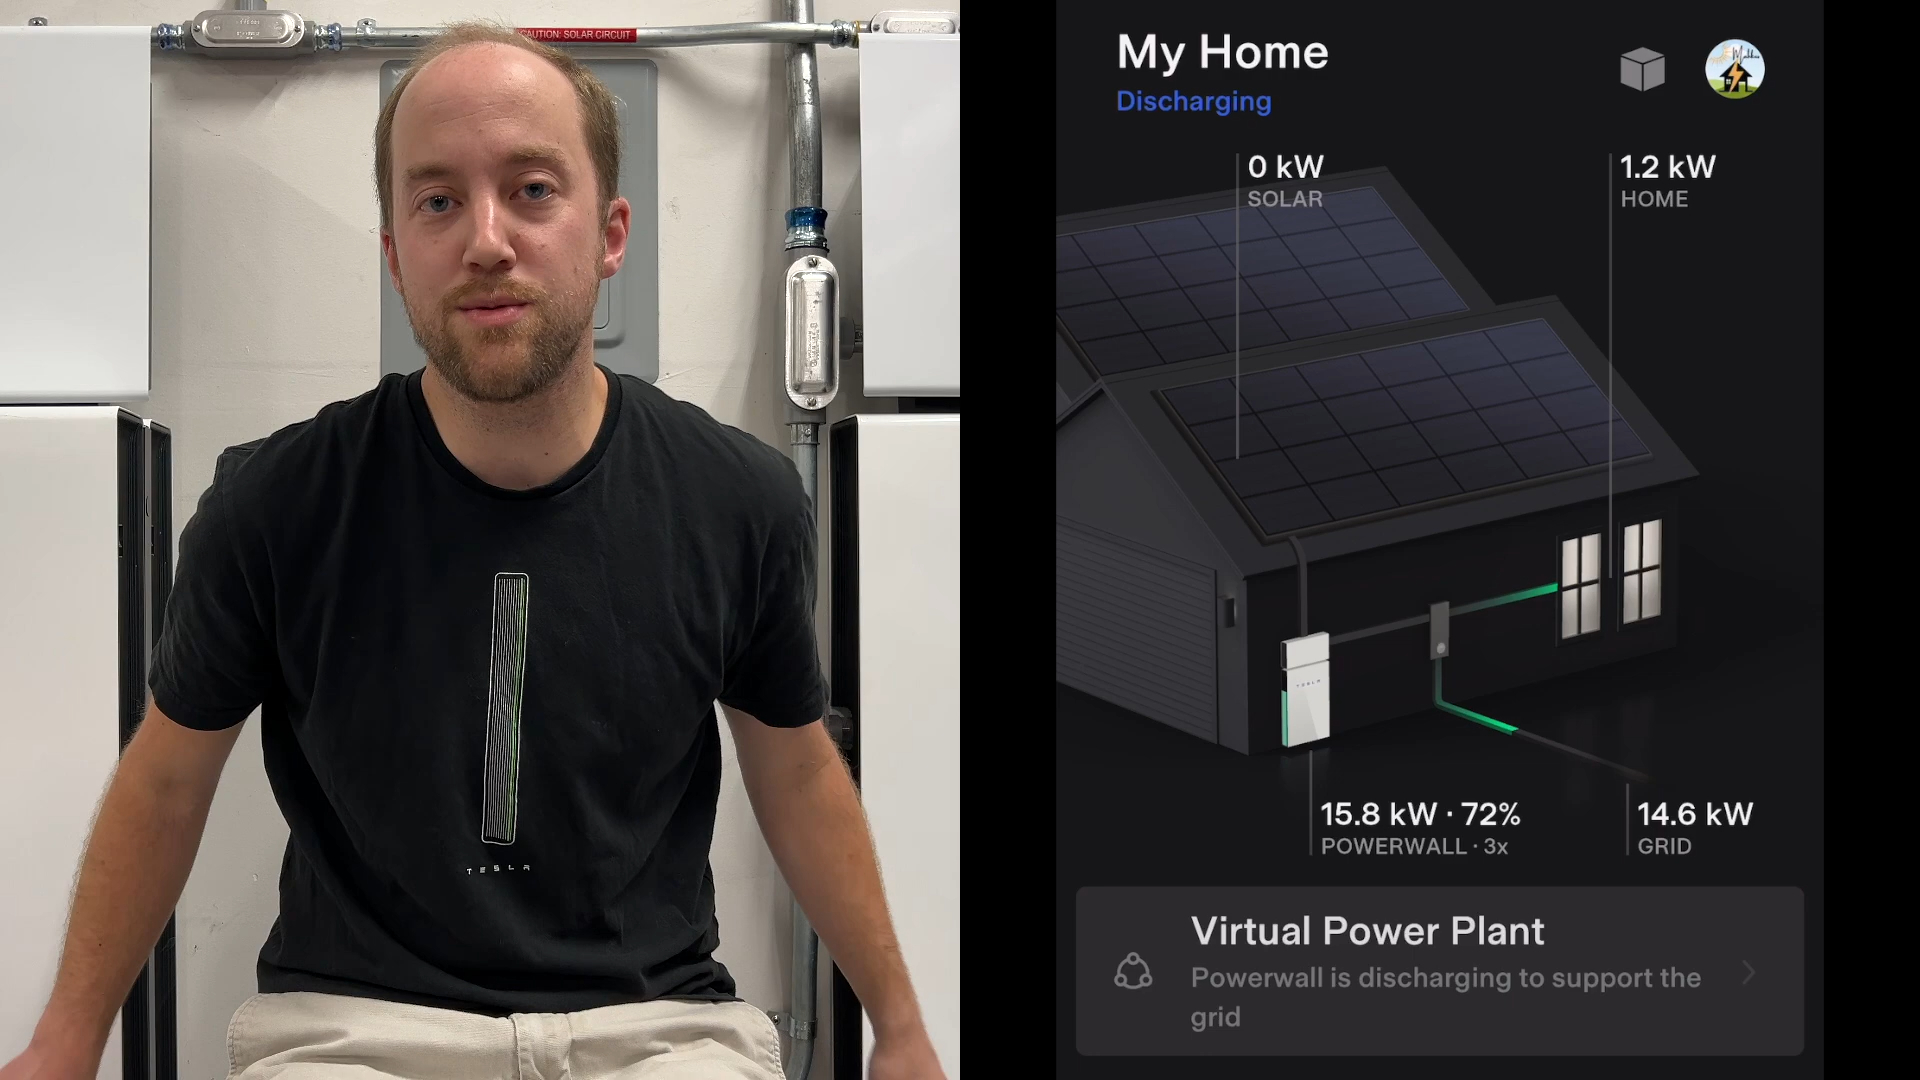 CAUTION: SOLAR CIRCUIT
TESLA
My Home
Discharging
0 kW
SOLAR
1.2 kW
HOME
TESLA
15.8 kW · 72%
POWERWALL · 3x
14.6 kW
GRID
Virtual Power Plant
Powerwall is discharging to support the
grid